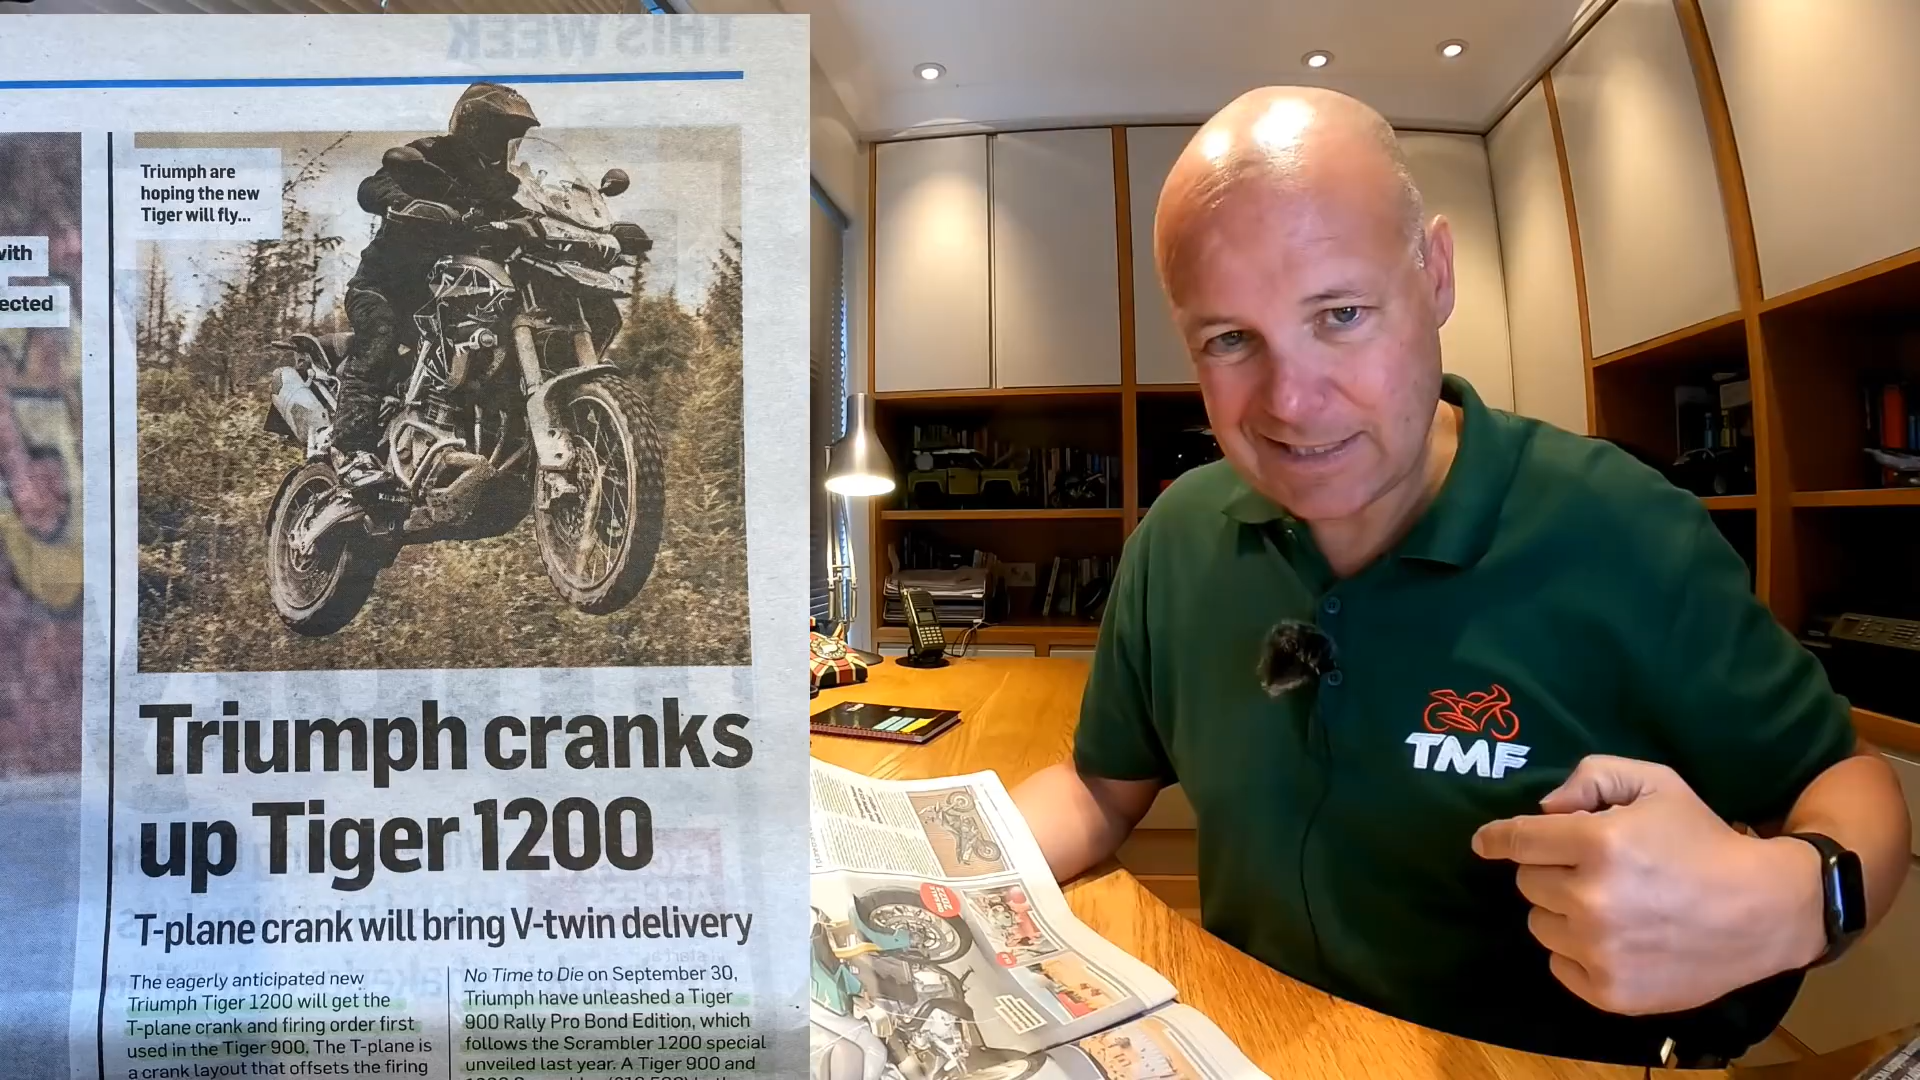 THIS WEEK
Triumph are
hoping the new
Tiger will fly...
with
ected
Triumph cranks
up Tiger 1200
T-plane crank will bring V-twin delivery
The eagerly anticipated new
Triumph Tiger 1200 will get the
T-plane crank and firing order first
used in the Tiger 900. The T-plane is
a crank layout that offsets the firing
No Time to Die on September 30,
Triumph have unleashed a Tiger
900 Rally Pro Bond Edition, which
follows the Scrambler 1200 special
unveiled last year. A Tiger 900 and
TMF